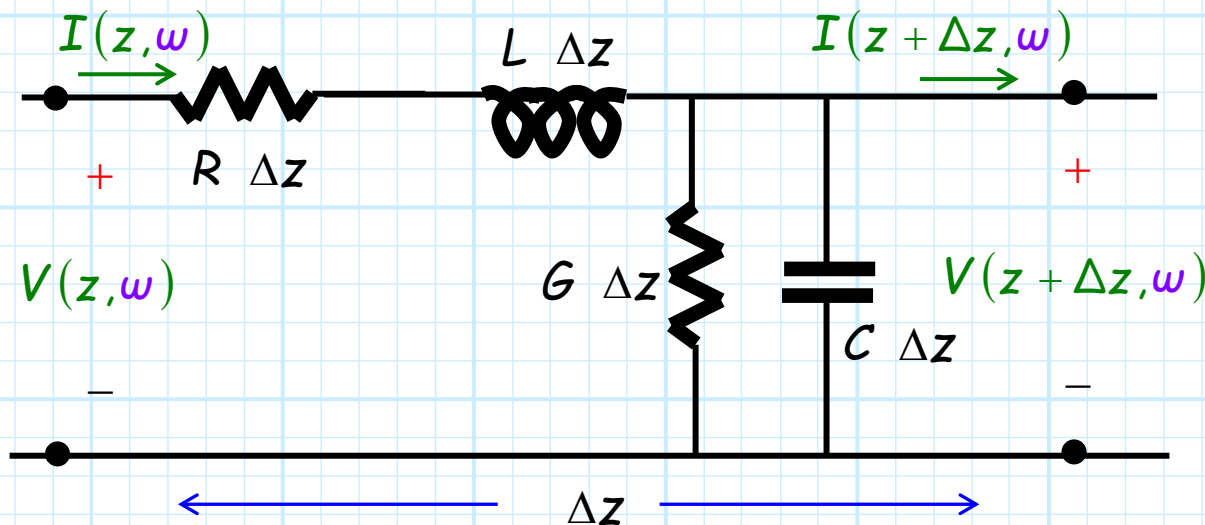 I(z,ω)
L Δz
I(z + Δz,ω)
R Δz
+
+
V(z,ω)
G Δz
V(z + Δz,ω)
C Δz
−
−
Δz